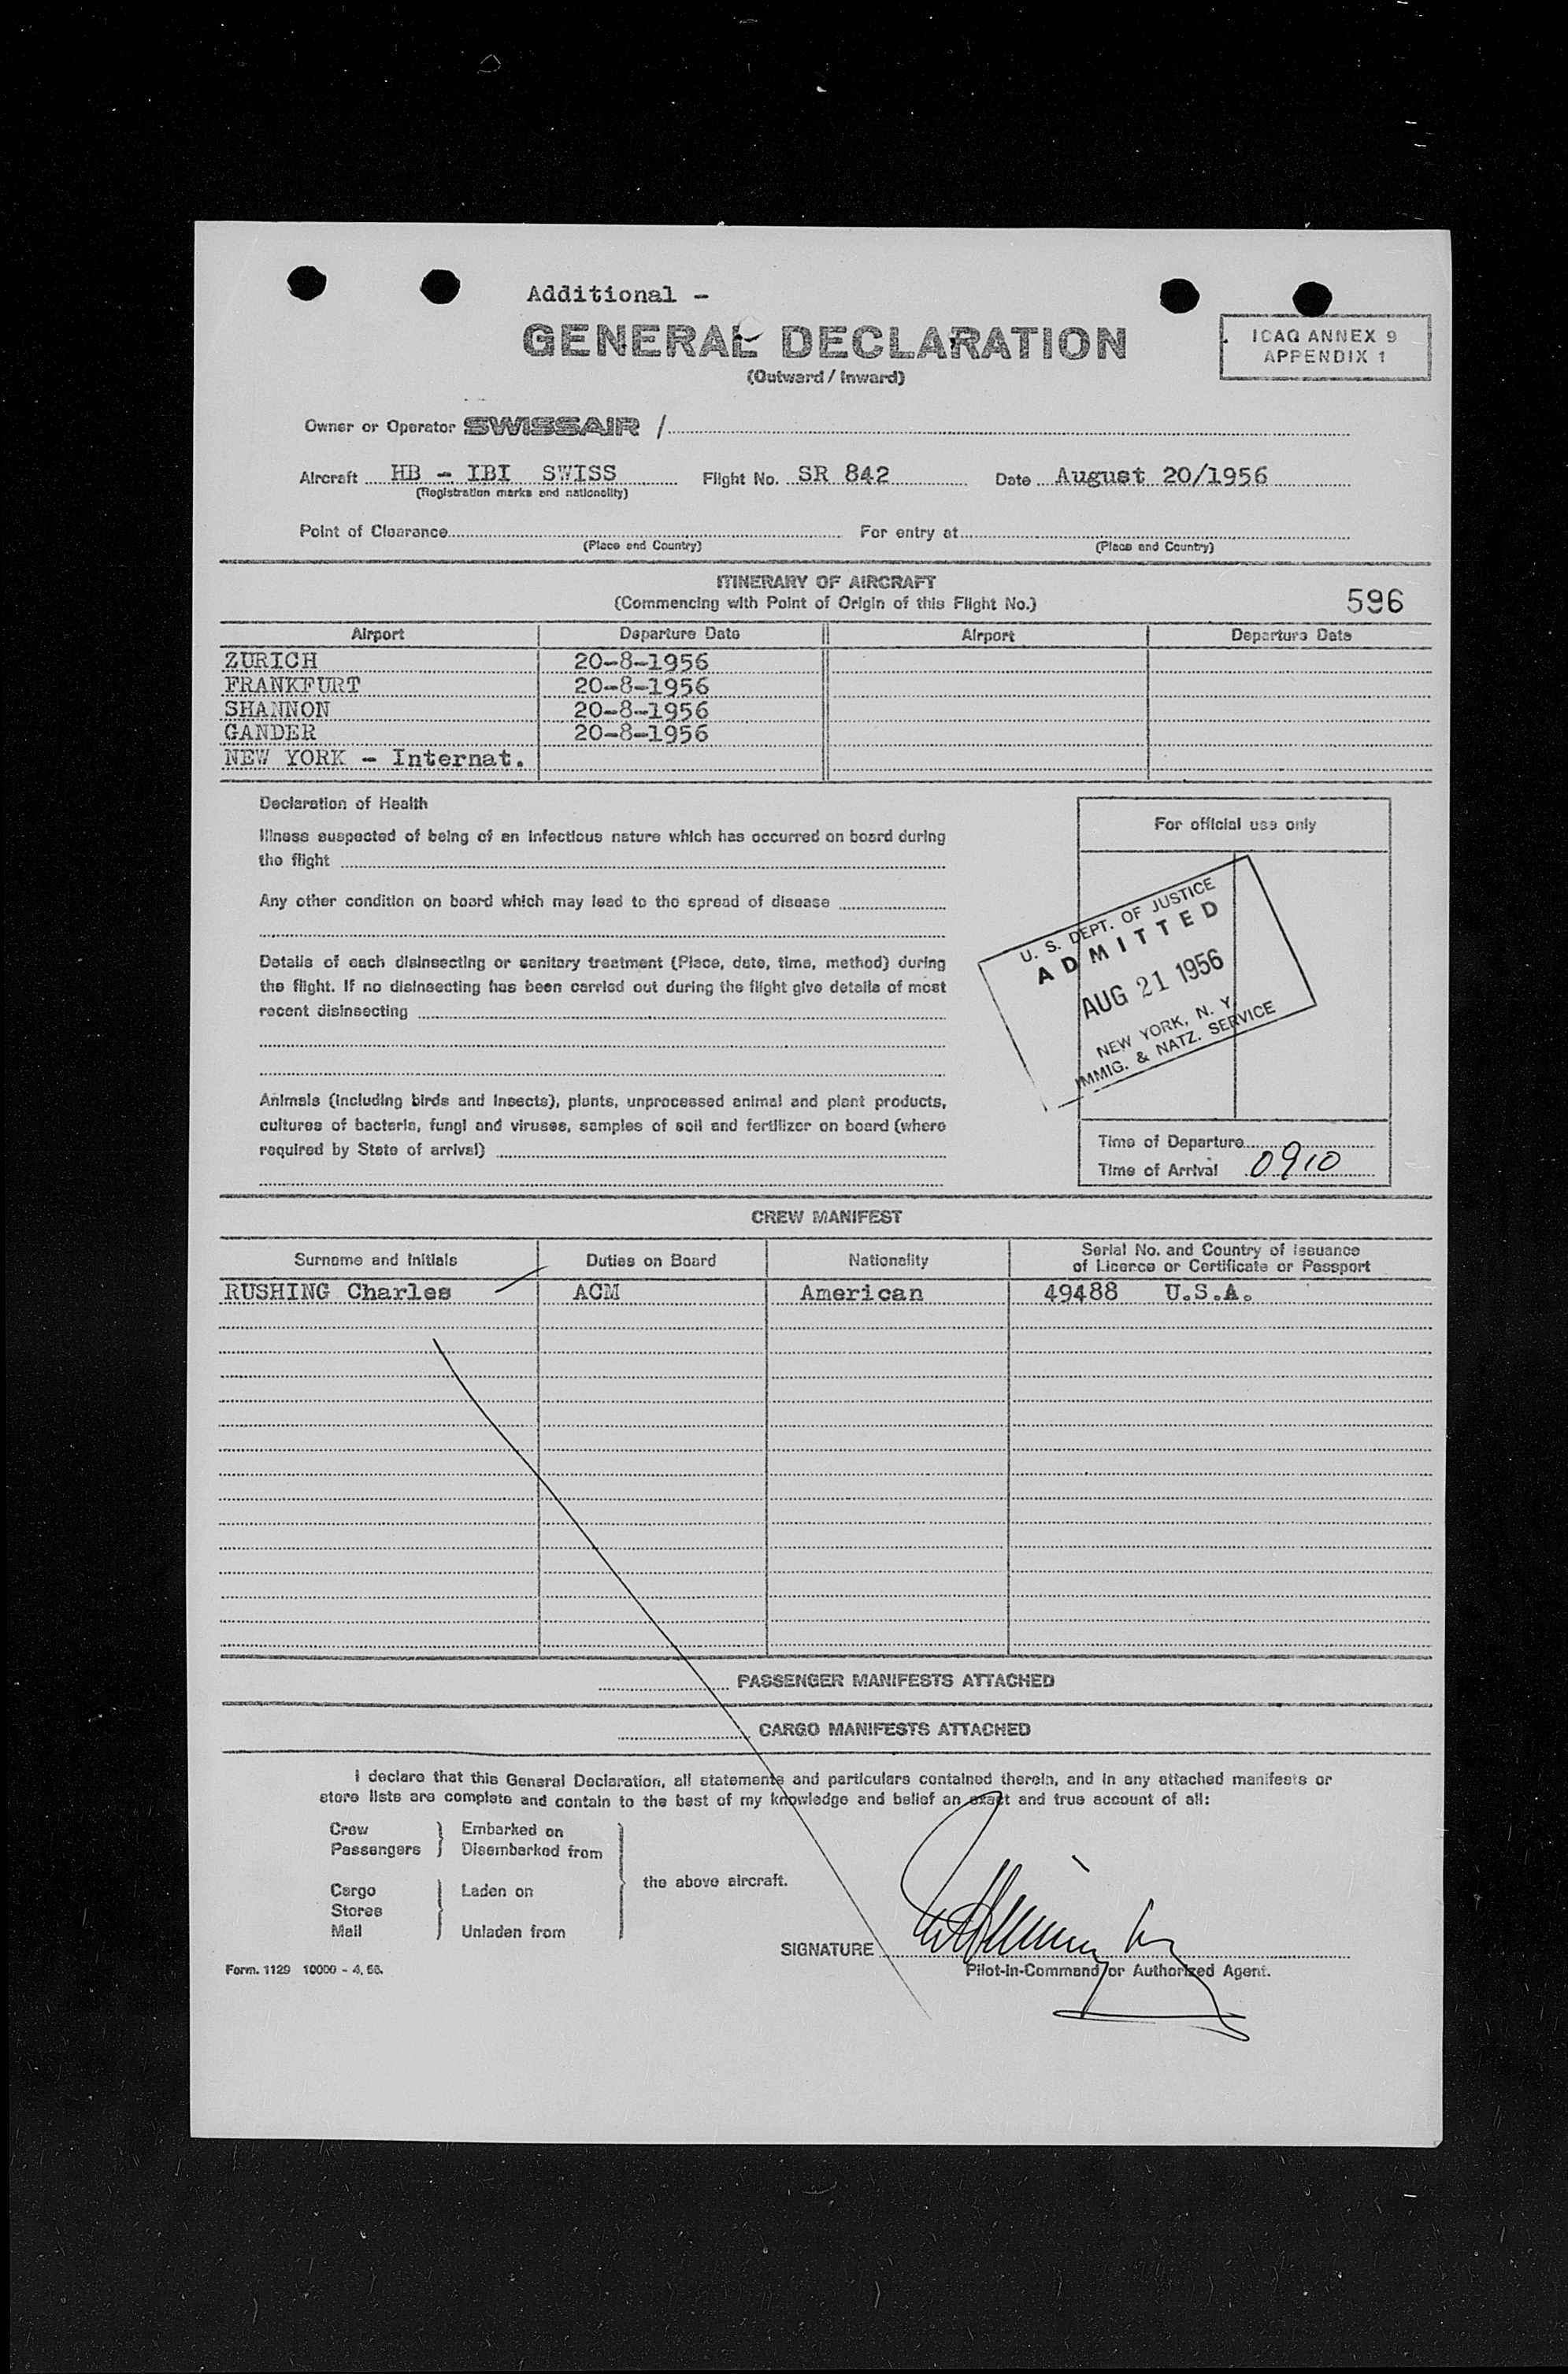 Additional -
GENERAL DECLARATION
(Outward / Inward)
ICAO ANNEX 9
APPENDIX 1
Owner or Operator SWISSAIR /
Aircraft HB - IBI SWISS Flight No. SR 842 Date August 20/1956
(Registration marks and nationality)
Point of Clearance For entry at
(Place and Country) (Place and Country)
ITINERARY OF AIRCRAFT
(Commencing with Point of Origin of this Flight No.)
596
Airport Departure Date Airport Departure Date
ZURICH 20-8-1956
FRANKFURT 20-8-1956
SHANNON 20-8-1956
GANDER 20-8-1956
NEW YORK - Internat.
Declaration of Health
Illness suspected of being of an infectious nature which has occurred on board during
the flight
Any other condition on board which may lead to the spread of disease
Details of each disinsecting or sanitary treatment (Place, date, time, method) during
the flight. If no disinsecting has been carried out during the flight give details of most
recent disinsecting
Animals (including birds and insects), plants, unprocessed animal and plant products,
cultures of bacteria, fungi and viruses, samples of soil and fertilizer on board (where
required by State of arrival)
For official use only
U. S. DEPT. OF JUSTICE
ADMITTED
AUG 21 1956
NEW YORK, N. Y.
IMMIG. & NATZ. SERVICE
Time of Departure
Time of Arrival 0910
CREW MANIFEST
Surname and Initials Duties on Board Nationality Serial No. and Country of Issuance
of Licence or Certificate or Passport
RUSHING Charles ACM American 49488 U.S.A.
PASSENGER MANIFESTS ATTACHED
CARGO MANIFESTS ATTACHED
I declare that this General Declaration, all statements and particulars contained therein, and in any attached manifests or
store lists are complete and contain to the best of my knowledge and belief an exact and true account of all:
Crew Embarked on
Passengers Disembarked from
the above aircraft.
Cargo Laden on
Stores
Mail Unladen from
SIGNATURE
Pilot-in-Command or Authorized Agent.
Form. 1129 10000 - 4. 56.